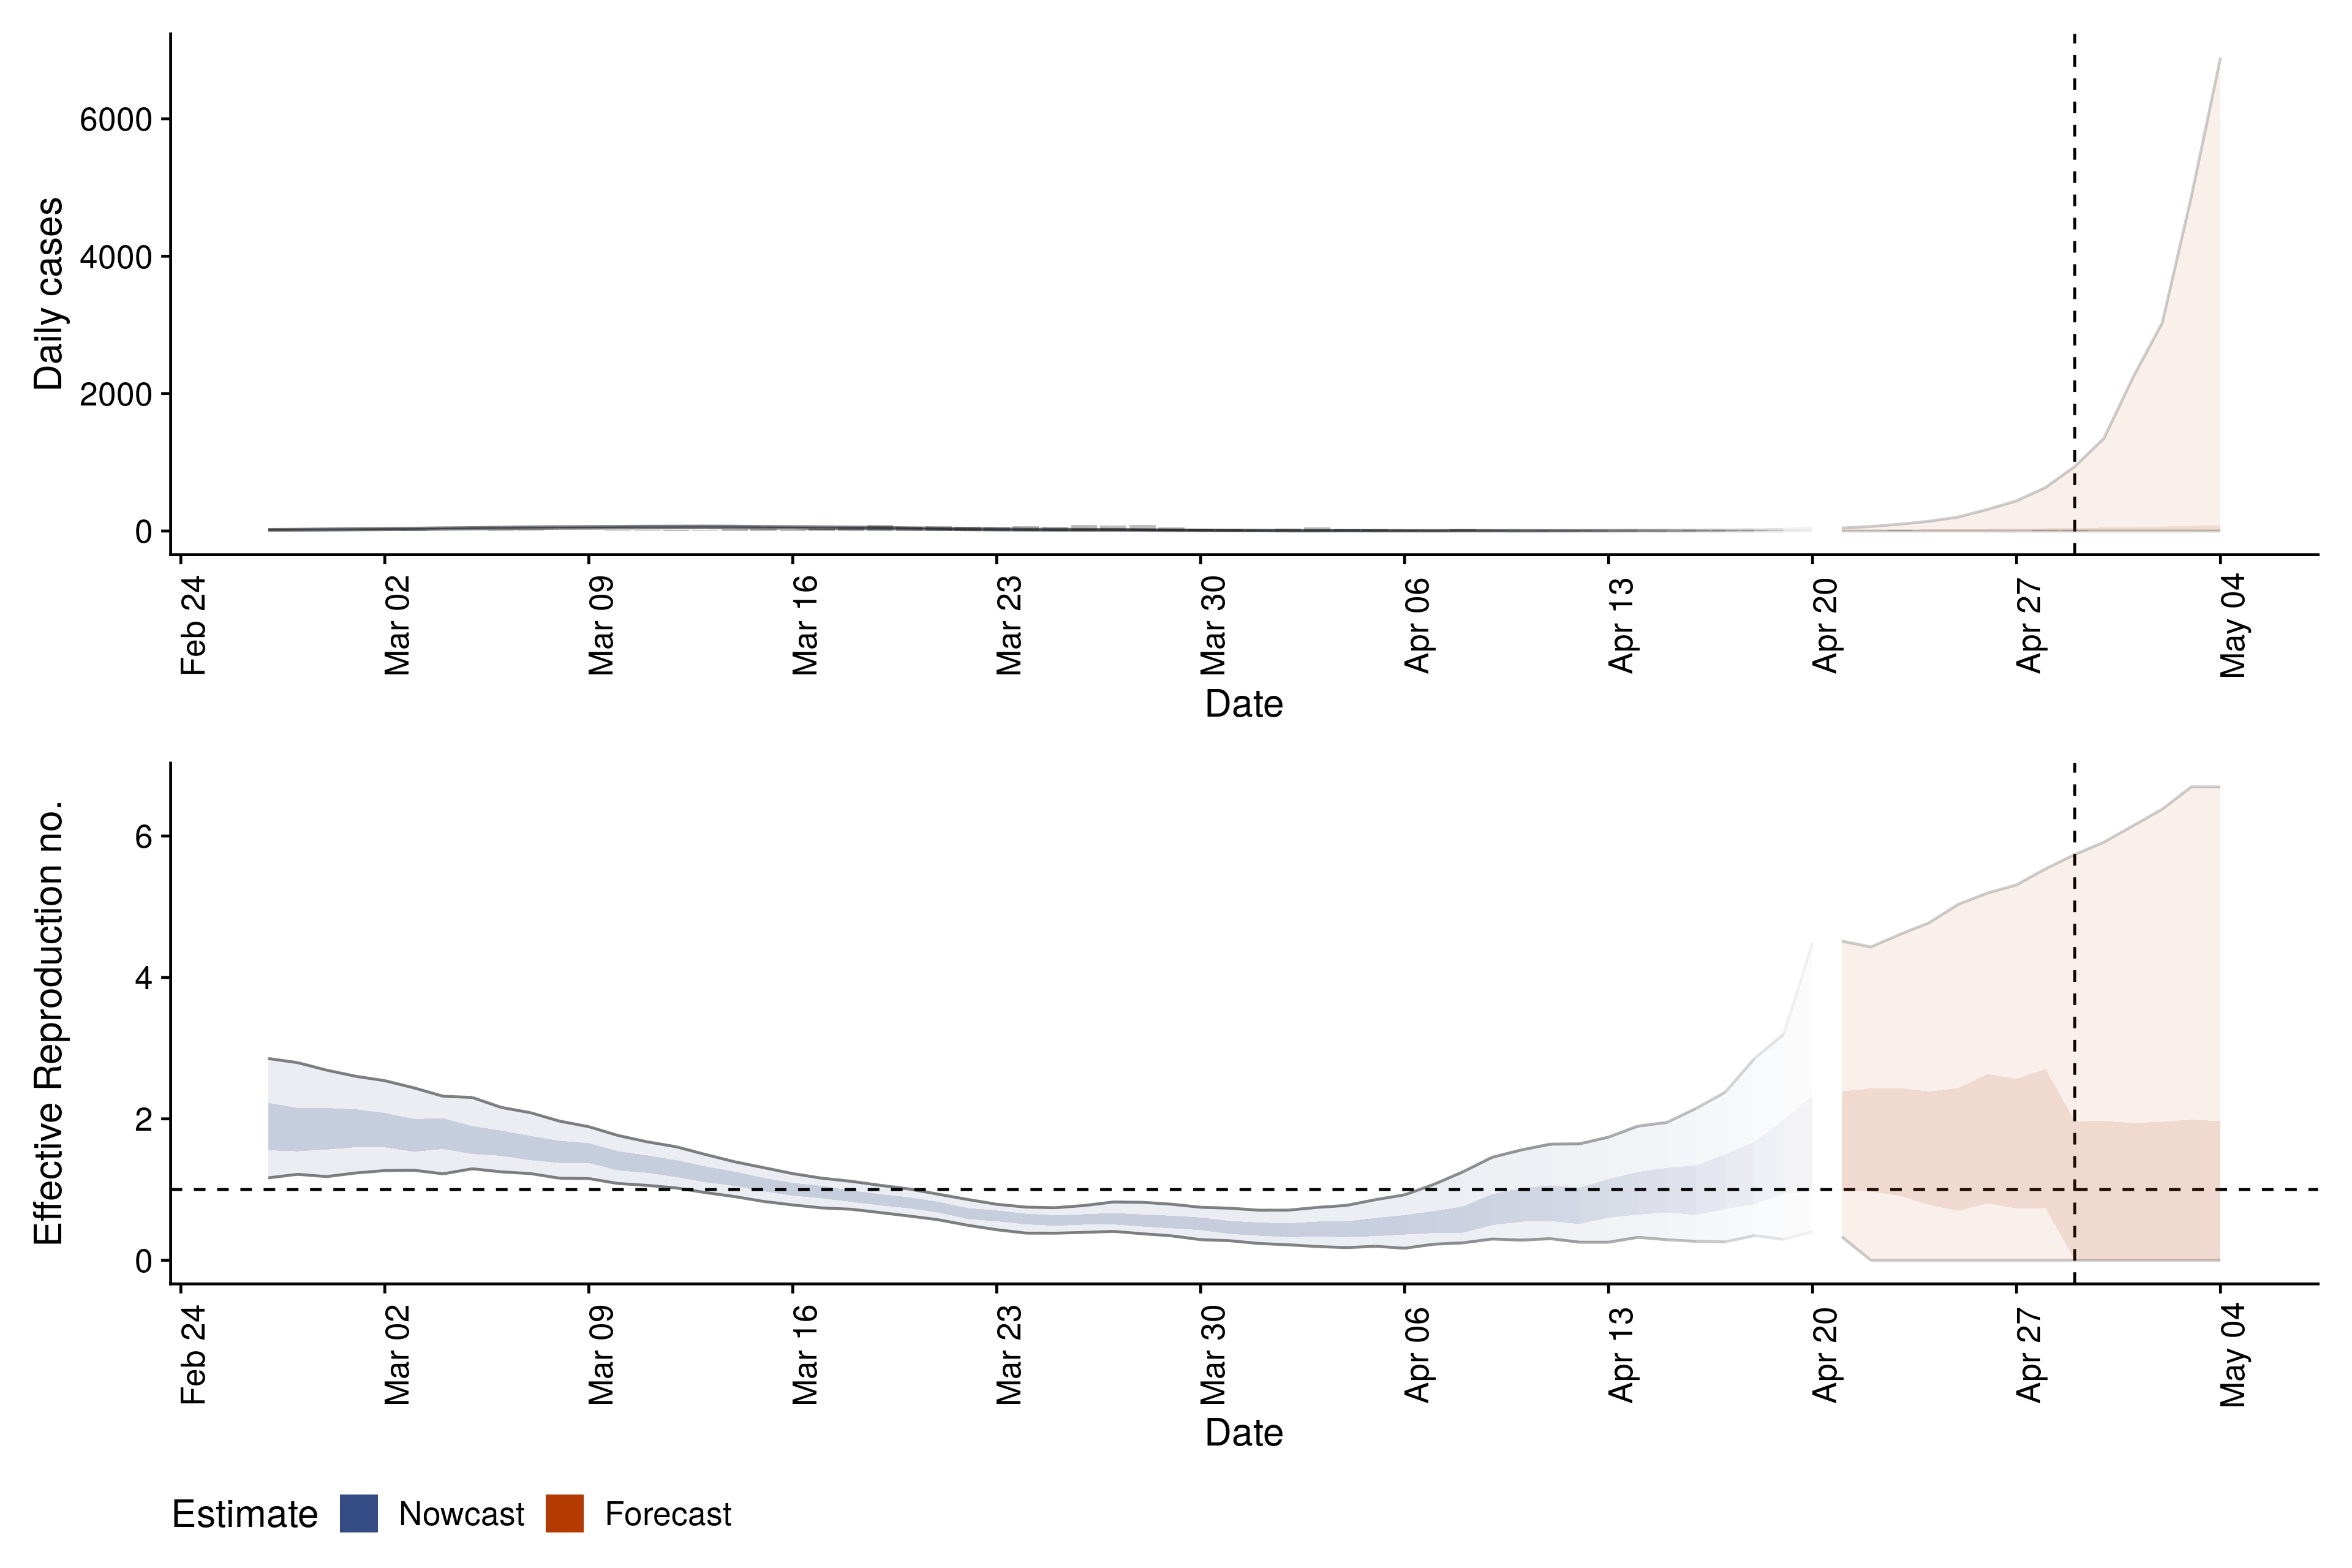 Daily cases
6000
4000
2000
0
Feb 24
Mar 02
Mar 09
Mar 16
Mar 23
Mar 30
Apr 06
Apr 13
Apr 20
Apr 27
May 04
Date
Effective Reproduction no.
6
4
2
0
Feb 24
Mar 02
Mar 09
Mar 16
Mar 23
Mar 30
Apr 06
Apr 13
Apr 20
Apr 27
May 04
Date
Estimate Nowcast Forecast